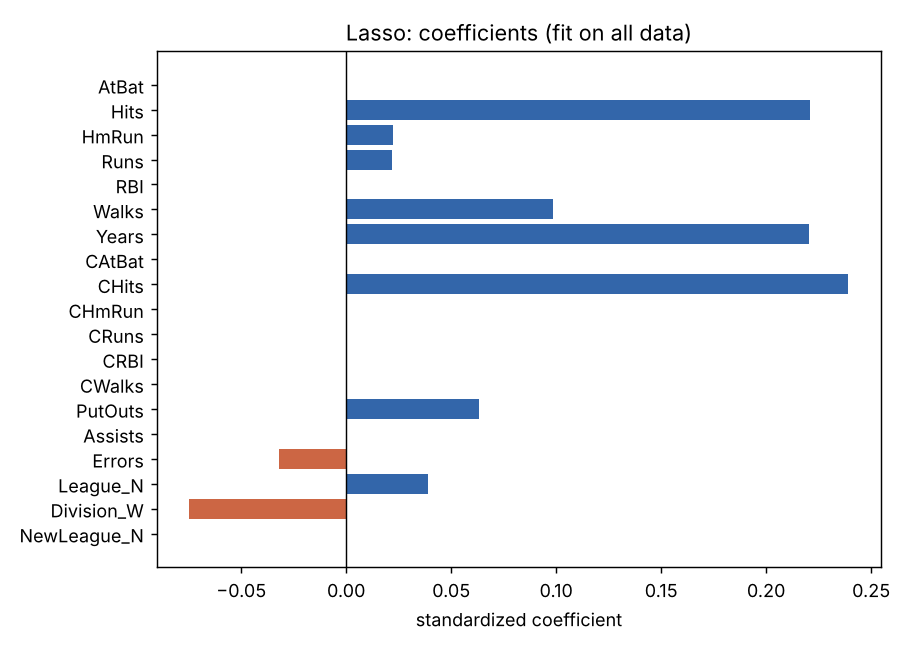 Lasso: coefficients (fit on all data)
AtBat
Hits
HmRun
Runs
RBI
Walks
Years
CAtBat
CHits
CHmRun
CRuns
CRBI
CWalks
PutOuts
Assists
Errors
League_N
Division_W
NewLeague_N
−0.05 0.00 0.05 0.10 0.15 0.20 0.25
standardized coefficient